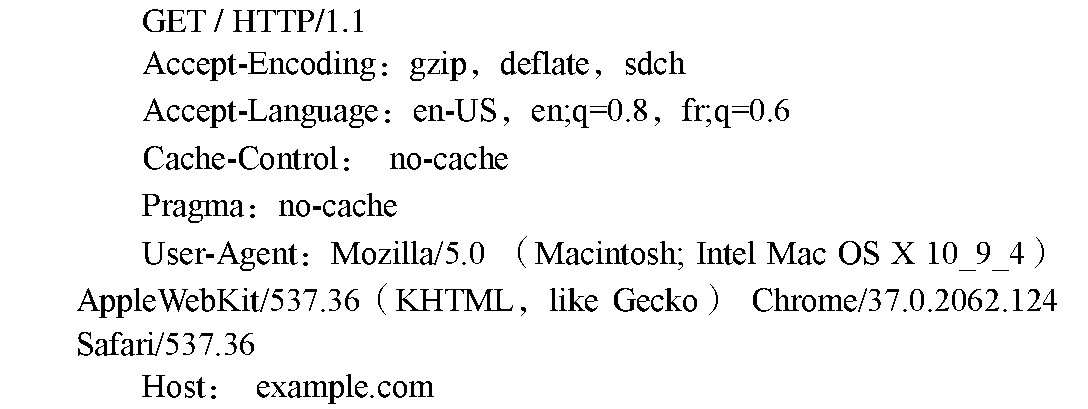 GET / HTTP/1.1
Accept-Encoding：gzip，deflate，sdch
Accept-Language：en-US，en;q=0.8，fr;q=0.6
Cache-Control： no-cache
Pragma：no-cache
User-Agent：Mozilla/5.0 （Macintosh; Intel Mac OS X 10_9_4）
AppleWebKit/537.36（KHTML，like Gecko） Chrome/37.0.2062.124
Safari/537.36
Host： example.com